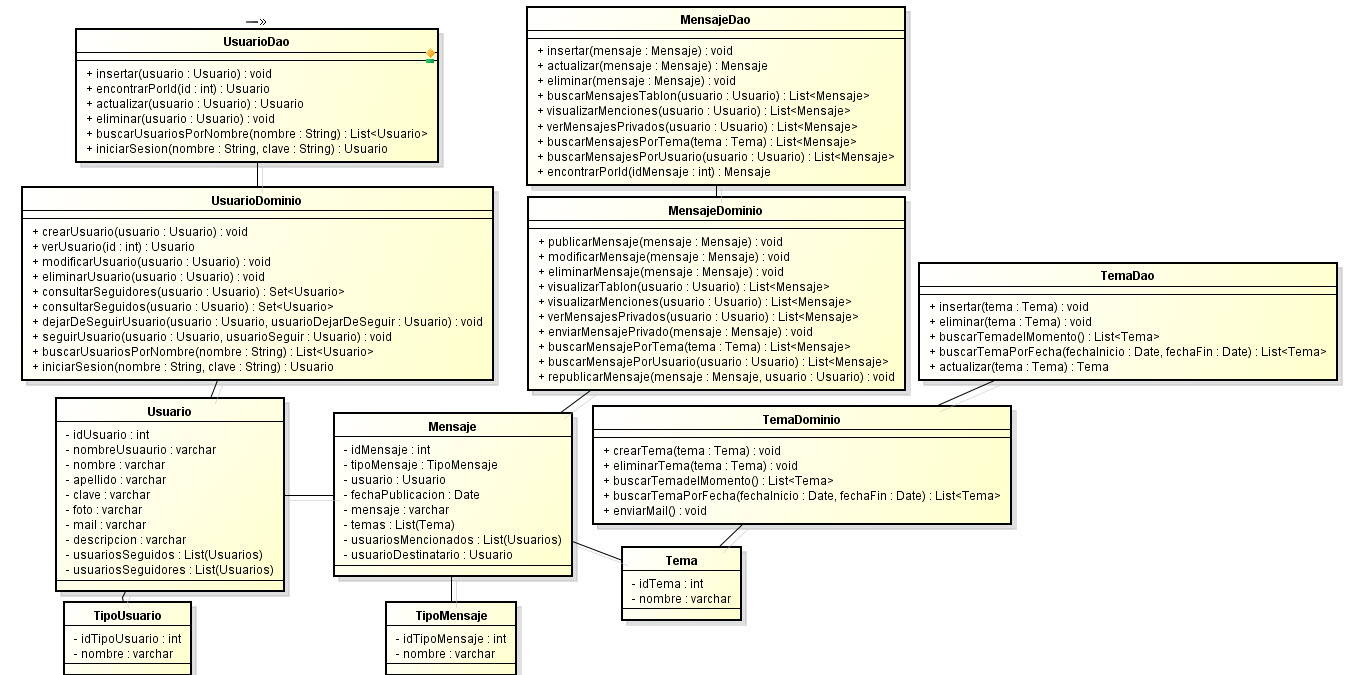 UsuarioDao
+ insertar(usuario : Usuario) : void
+ encontrarPorId(id : int) : Usuario
+ actualizar(usuario : Usuario) : Usuario
+ eliminar(usuario : Usuario) : void
+ buscarUsuariosPorNombre(nombre : String) : List<Usuario>
+ iniciarSesion(nombre : String, clave : String) : Usuario
MensajeDao
+ insertar(mensaje : Mensaje) : void
+ actualizar(mensaje : Mensaje) : Mensaje
+ eliminar(mensaje : Mensaje) : void
+ buscarMensajesTablon(usuario : Usuario) : List<Mensaje>
+ visualizarMenciones(usuario : Usuario) : List<Mensaje>
+ verMensajesPrivados(usuario : Usuario) : List<Mensaje>
+ buscarMensajesPorTema(tema : Tema) : List<Mensaje>
+ buscarMensajesPorUsuario(usuario : Usuario) : List<Mensaje>
+ encontrarPorId(idMensaje : int) : Mensaje
UsuarioDominio
+ crearUsuario(usuario : Usuario) : void
+ verUsuario(id : int) : Usuario
+ modificarUsuario(usuario : Usuario) : void
+ eliminarUsuario(usuario : Usuario) : void
+ consultarSeguidores(usuario : Usuario) : Set<Usuario>
+ consultarSeguidos(usuario : Usuario) : Set<Usuario>
+ dejarDeSeguirUsuario(usuario : Usuario, usuarioDejarDeSeguir : Usuario) : void
+ seguirUsuario(usuario : Usuario, usuarioSeguir : Usuario) : void
+ buscarUsuariosPorNombre(nombre : String) : List<Usuario>
+ iniciarSesion(nombre : String, clave : String) : Usuario
MensajeDominio
+ publicarMensaje(mensaje : Mensaje) : void
+ modificarMensaje(mensaje : Mensaje) : void
+ eliminarMensaje(mensaje : Mensaje) : void
+ visualizarTablon(usuario : Usuario) : List<Mensaje>
+ visualizarMenciones(usuario : Usuario) : List<Mensaje>
+ verMensajesPrivados(usuario : Usuario) : List<Mensaje>
+ enviarMensajePrivado(mensaje : Mensaje) : void
+ buscarMensajePorTema(tema : Tema) : List<Mensaje>
+ buscarMensajePorUsuario(usuario : Usuario) : List<Mensaje>
+ republicarMensaje(mensaje : Mensaje, usuario : Usuario) : void
TemaDao
+ insertar(tema : Tema) : void
+ eliminar(tema : Tema) : void
+ buscarTemadelMomento() : List<Tema>
+ buscarTemaPorFecha(fechaInicio : Date, fechaFin : Date) : List<Tema>
+ actualizar(tema : Tema) : Tema
Usuario
- idUsuario : int
- nombreUsuaurio : varchar
- nombre : varchar
- apellido : varchar
- clave : varchar
- foto : varchar
- mail : varchar
- descripcion : varchar
- usuariosSeguidos : List(Usuarios)
- usuariosSeguidores : List(Usuarios)
Mensaje
- idMensaje : int
- tipoMensaje : TipoMensaje
- usuario : Usuario
- fechaPublicacion : Date
- mensaje : varchar
- temas : List(Tema)
- usuariosMencionados : List(Usuarios)
- usuarioDestinatario : Usuario
TemaDominio
+ crearTema(tema : Tema) : void
+ eliminarTema(tema : Tema) : void
+ buscarTemadelMomento() : List<Tema>
+ buscarTemaPorFecha(fechaInicio : Date, fechaFin : Date) : List<Tema>
+ enviarMail() : void
Tema
- idTema : int
- nombre : varchar
TipoUsuario
- idTipoUsuario : int
- nombre : varchar
TipoMensaje
- idTipoMensaje : int
- nombre : varchar